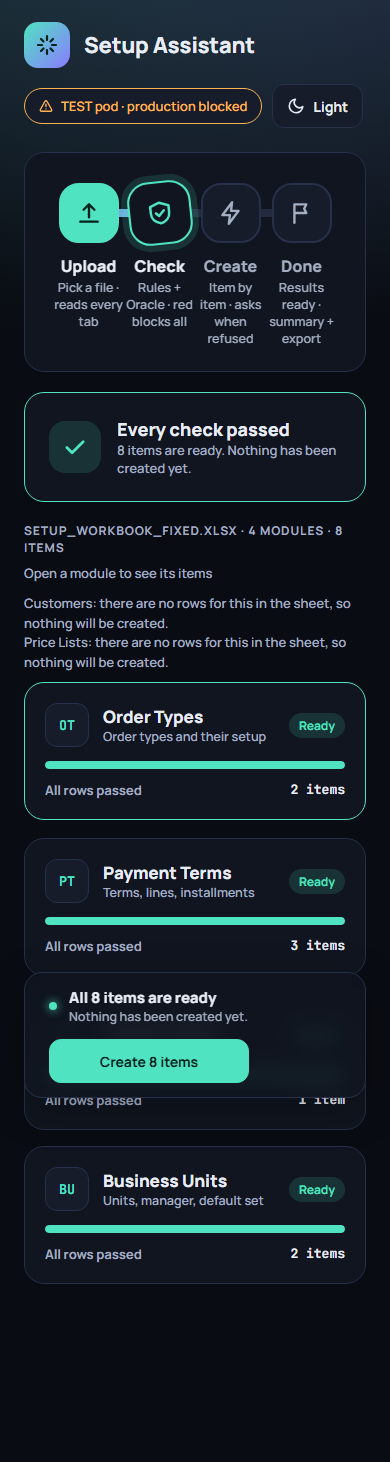 Setup Assistant
TEST pod · production blocked
Light
Upload
Pick a file ·
reads every
tab
Check
Rules +
Oracle · red
blocks all
Create
Item by
item · asks
when
refused
Done
Results
ready ·
summary +
export
Every check passed
8 items are ready. Nothing has been
created yet.
SETUP_WORKBOOK_FIXED.XLSX · 4 MODULES · 8
ITEMS
Open a module to see its items
Customers: there are no rows for this in the sheet, so
nothing will be created.
Price Lists: there are no rows for this in the sheet, so
nothing will be created.
OT
Order Types
Order types and their setup
Ready
All rows passed
2 items
PT
Payment Terms
Terms, lines, installments
Ready
All rows passed
3 items
All 8 items are ready
Nothing has been created yet.
Create 8 items
All rows passed
1 item
BU
Business Units
Units, manager, default set
Ready
All rows passed
2 items